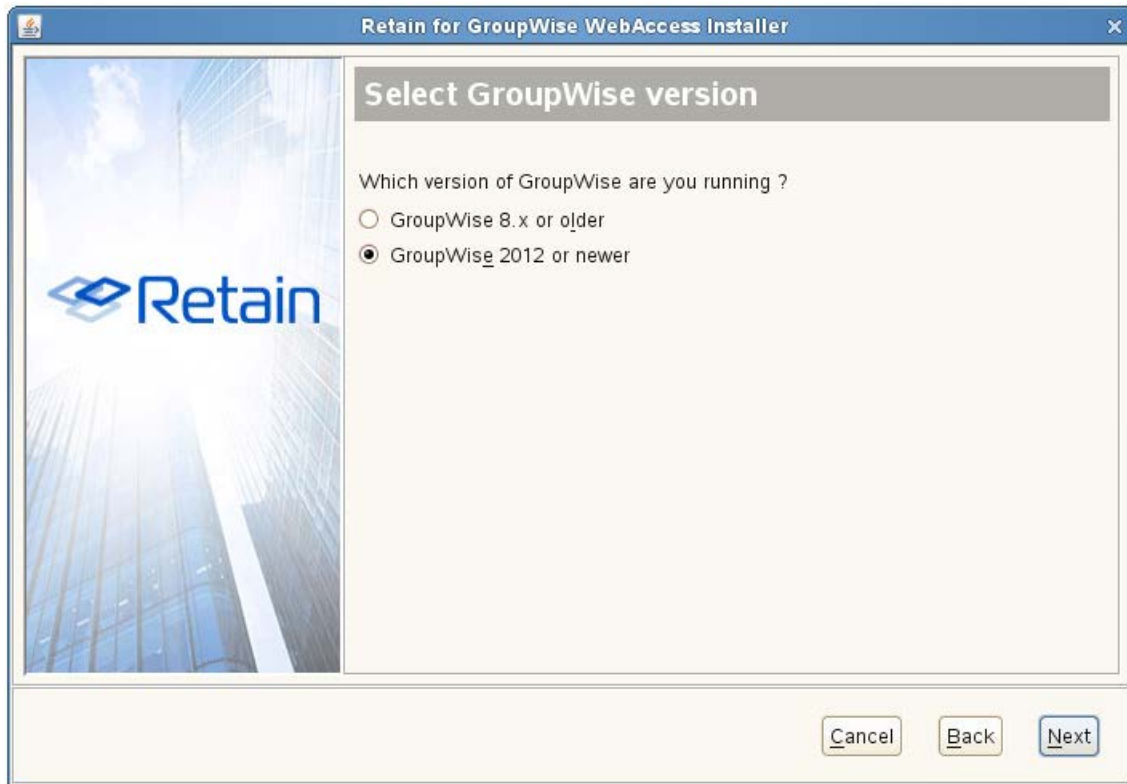 Retain for GroupWise WebAccess Installer
Select GroupWise version
Which version of GroupWise are you running ?
GroupWise 8.x or older
GroupWise 2012 or newer
Retain
Cancel Back Next